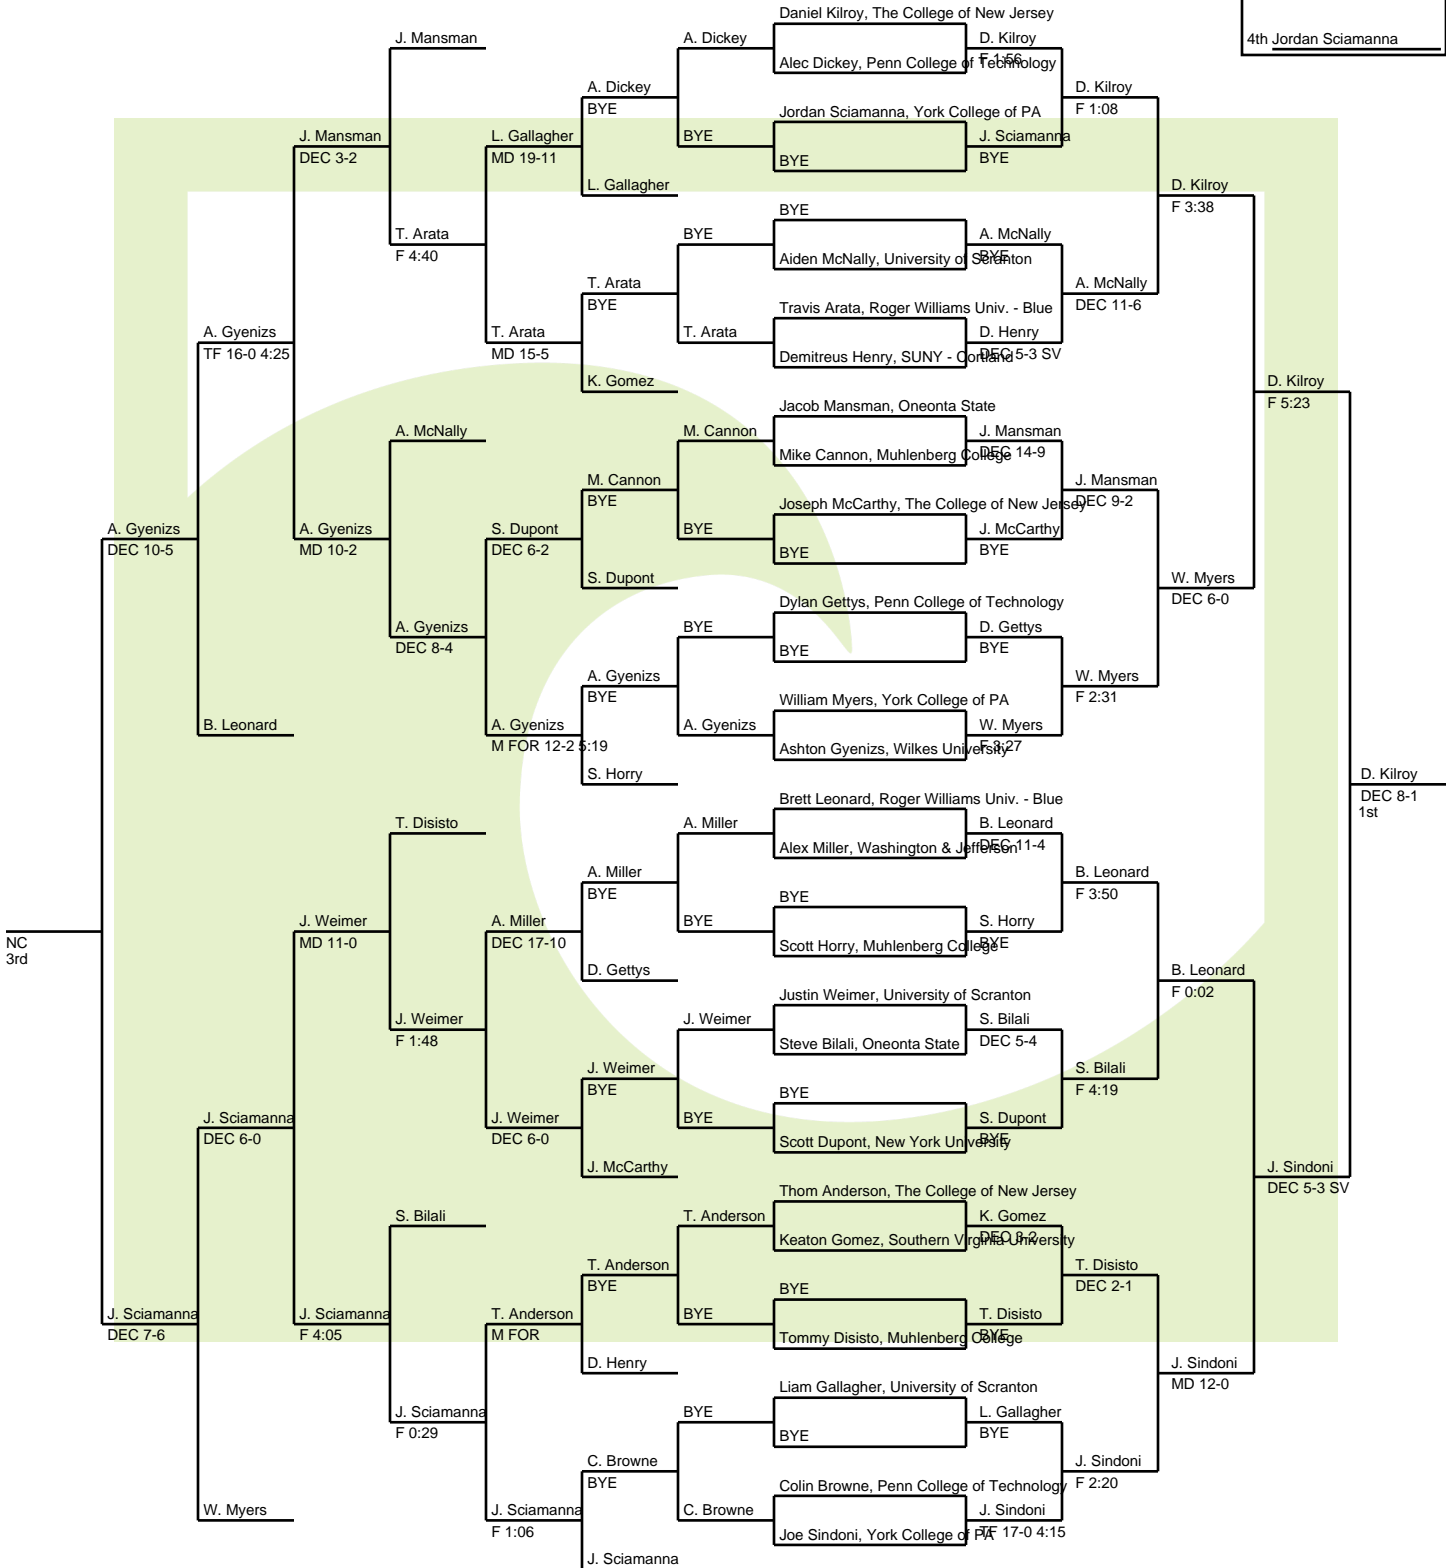 4th Jordan Sciamanna
Daniel Kilroy, The College of New Jersey
J. Mansman
A. Dickey
D. Kilroy
F 1:56
Alec Dickey, Penn College of Technology
A. Dickey
BYE
D. Kilroy
F 1:08
Jordan Sciamanna, York College of PA
J. Mansman
DEC 3-2
L. Gallagher
MD 19-11
BYE
J. Sciamanna
BYE
BYE
L. Gallagher
D. Kilroy
F 3:38
BYE
T. Arata
F 4:40
BYE
A. McNally
BYE
Aiden McNally, University of Scranton
T. Arata
BYE
A. McNally
DEC 11-6
Travis Arata, Roger Williams Univ. - Blue
A. Gyenizs
TF 16-0 4:25
T. Arata
MD 15-5
T. Arata
D. Henry
DEC 5-3 SV
Demitreus Henry, SUNY - Cortland
K. Gomez
D. Kilroy
F 5:23
Jacob Mansman, Oneonta State
A. McNally
M. Cannon
J. Mansman
DEC 14-9
Mike Cannon, Muhlenberg College
M. Cannon
BYE
J. Mansman
DEC 9-2
Joseph McCarthy, The College of New Jersey
A. Gyenizs
DEC 10-5
A. Gyenizs
MD 10-2
S. Dupont
DEC 6-2
BYE
J. McCarthy
BYE
BYE
S. Dupont
W. Myers
DEC 6-0
Dylan Gettys, Penn College of Technology
A. Gyenizs
DEC 8-4
BYE
D. Gettys
BYE
BYE
A. Gyenizs
BYE
W. Myers
F 2:31
William Myers, York College of PA
B. Leonard
A. Gyenizs
M FOR 12-2 5:19
A. Gyenizs
W. Myers
F 3:27
Ashton Gyenizs, Wilkes University
S. Horry
D. Kilroy
DEC 8-1
1st
Brett Leonard, Roger Williams Univ. - Blue
T. Disisto
A. Miller
B. Leonard
DEC 11-4
Alex Miller, Washington & Jefferson
A. Miller
BYE
B. Leonard
F 3:50
BYE
NC
3rd
J. Weimer
MD 11-0
A. Miller
DEC 17-10
BYE
S. Horry
BYE
Scott Horry, Muhlenberg College
D. Gettys
B. Leonard
F 0:02
Justin Weimer, University of Scranton
J. Weimer
F 1:48
J. Weimer
S. Bilali
DEC 5-4
Steve Bilali, Oneonta State
J. Weimer
BYE
S. Bilali
F 4:19
BYE
J. Sciamanna
DEC 6-0
J. Weimer
DEC 6-0
BYE
S. Dupont
BYE
Scott Dupont, New York University
J. McCarthy
J. Sindoni
DEC 5-3 SV
Thom Anderson, The College of New Jersey
S. Bilali
T. Anderson
K. Gomez
DEC 3-2
Keaton Gomez, Southern Virginia University
T. Anderson
BYE
T. Disisto
DEC 2-1
BYE
J. Sciamanna
DEC 7-6
J. Sciamanna
F 4:05
T. Anderson
M FOR
BYE
T. Disisto
BYE
Tommy Disisto, Muhlenberg College
D. Henry
J. Sindoni
MD 12-0
Liam Gallagher, University of Scranton
J. Sciamanna
F 0:29
BYE
L. Gallagher
BYE
BYE
C. Browne
BYE
J. Sindoni
F 2:20
Colin Browne, Penn College of Technology
W. Myers
J. Sciamanna
F 1:06
C. Browne
J. Sindoni
TF 17-0 4:15
Joe Sindoni, York College of PA
J. Sciamanna